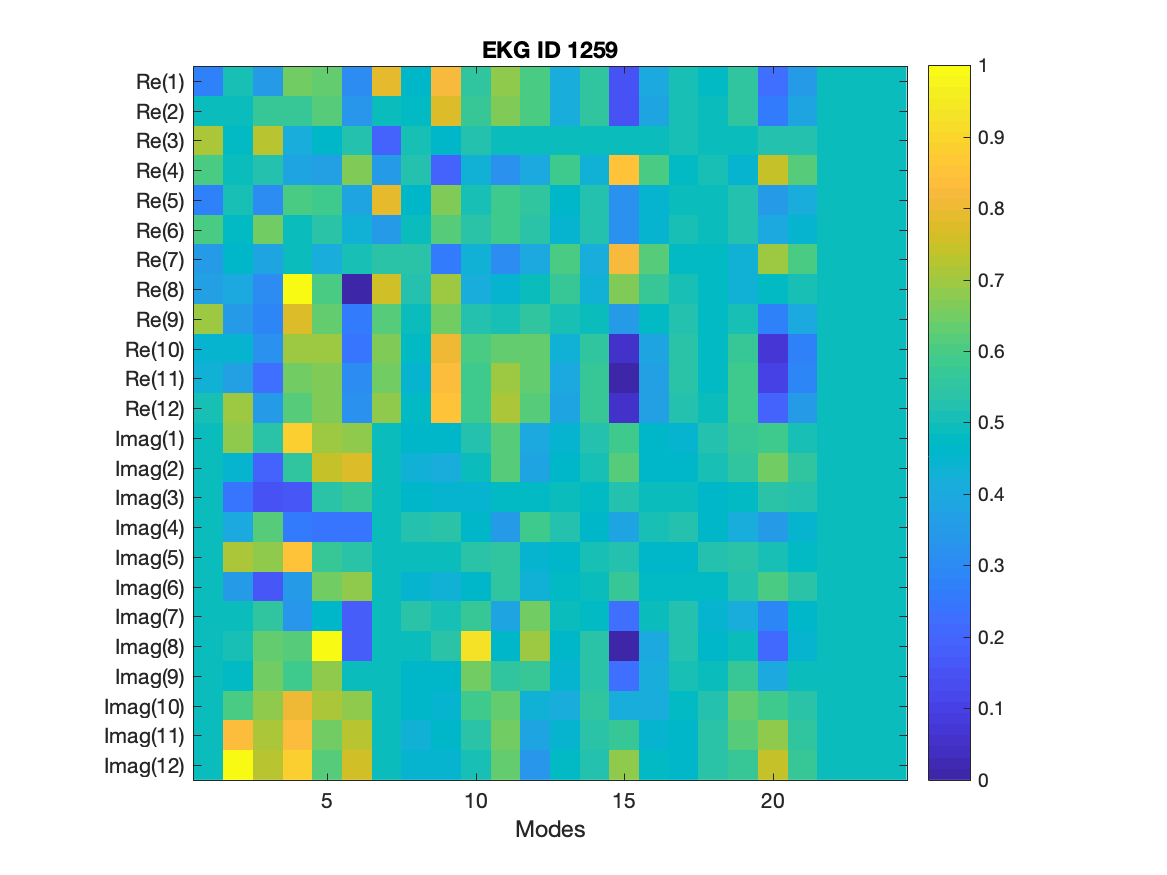 EKG ID 1259
Re(1)
Re(2)
Re(3)
Re(4)
Re(5)
Re(6)
Re(7)
Re(8)
Re(9)
Re(10)
Re(11)
Re(12)
Imag(1)
Imag(2)
Imag(3)
Imag(4)
Imag(5)
Imag(6)
Imag(7)
Imag(8)
Imag(9)
Imag(10)
Imag(11)
Imag(12)
5 10 15 20
Modes
1
0.9
0.8
0.7
0.6
0.5
0.4
0.3
0.2
0.1
0